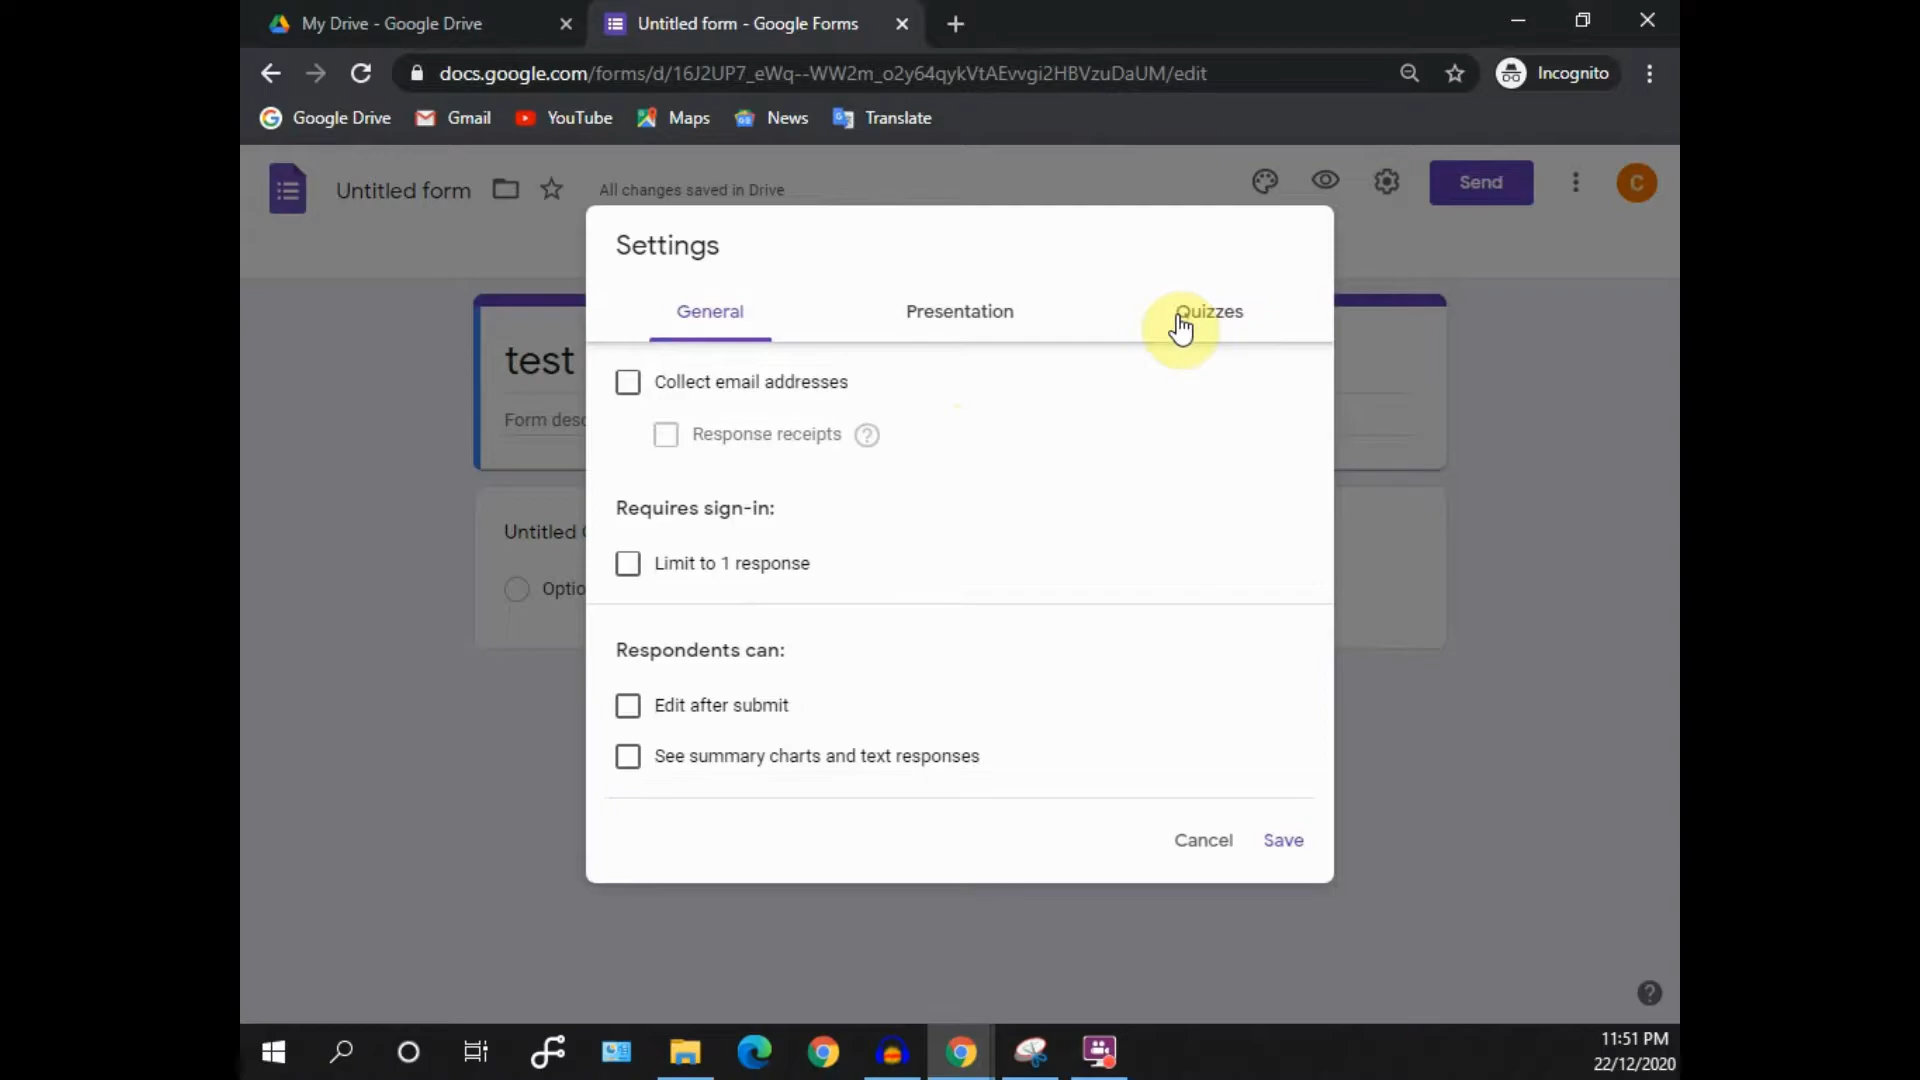 My Drive - Google Drive
Untitled form - Google Forms
docs.google.com/forms/d/16J2UP7_eWq--WW2m_o2y64qykVtAEvvgi2HBVzuDaUM/edit
Incognito
Google Drive
Gmail
YouTube
Maps
News
Translate
Untitled form
All changes saved in Drive
Send
C
Settings
General
Presentation
Quizzes
test
Form desc
Collect email addresses
Response receipts
Requires sign-in:
Untitled
Limit to 1 response
Optio
Respondents can:
Edit after submit
See summary charts and text responses
Cancel
Save
11:51 PM
22/12/2020